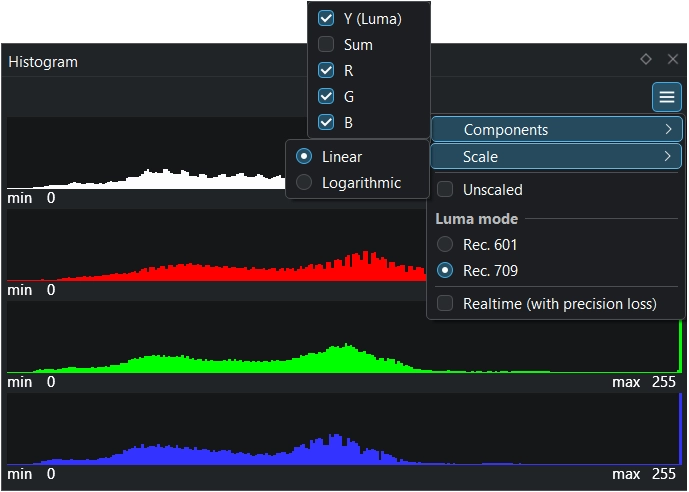 Y (Luma)
Sum
R
G
B
Histogram
Components
Linear
Scale
Logarithmic
min 0
Unscaled
Luma mode
Rec. 601
Rec. 709
min 0
Realtime (with precision loss)
min 0
max 255
min 0
max 255